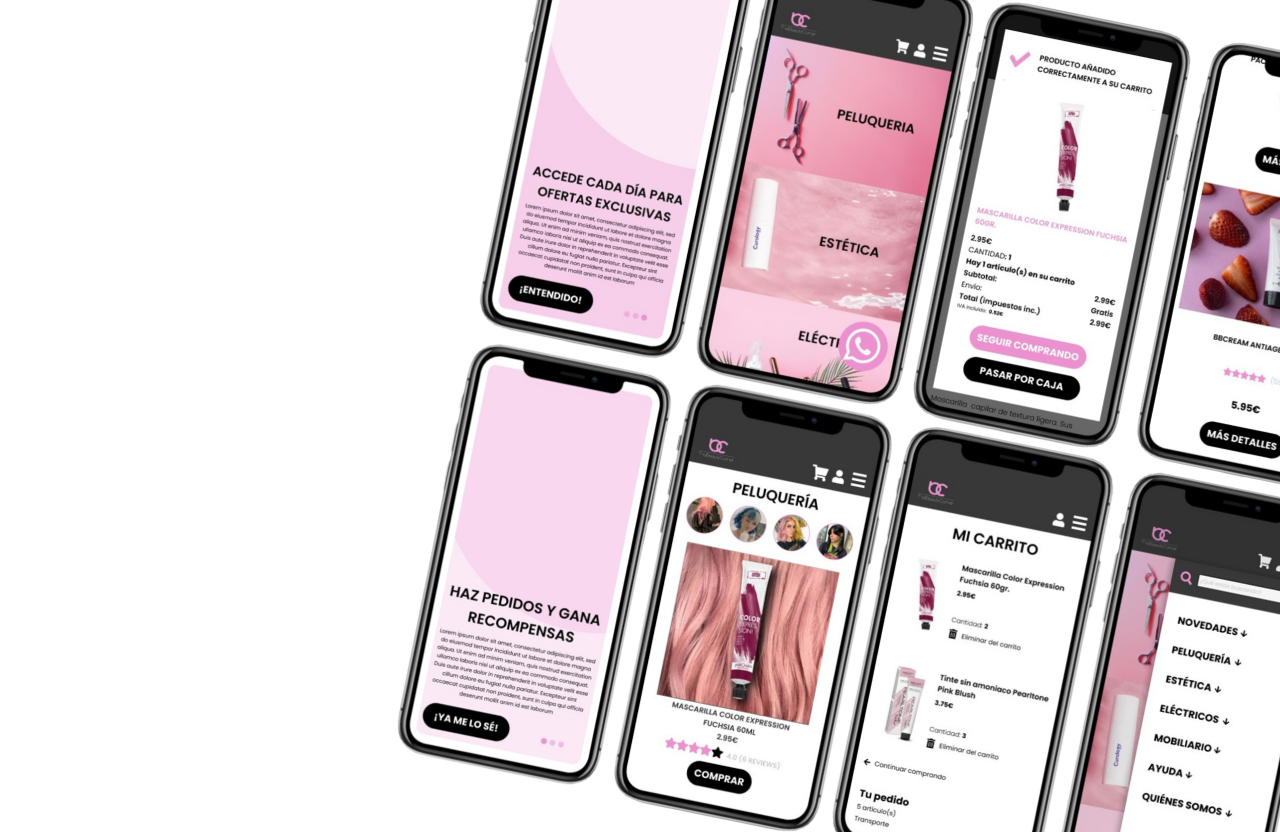 ACCEDE CADA DÍA PARA
OFERTAS EXCLUSIVAS
Lorem ipsum dolor sit amet, consectetur adipiscing elit, sed
do eiusmod tempor incididunt ut labore et dolore magna
aliqua. Ut enim ad minim veniam, quis nostrud exercitation
ullamco laboris nisi ut aliquip ex ea commodo consequat.
Duis aute irure dolor in reprehenderit in voluptate velit esse
cillum dolore eu fugiat nulla pariatur. Excepteur sint
occaecat cupidatat non proident, sunt in culpa qui officia
deserunt mollit anim id est laborum
¡ENTENDIDO!
PELUQUERIA
Curology
ESTÉTICA
ELÉCT
PRODUCTO AÑADIDO
CORRECTAMENTE A SU CARRITO
COLOR
EXPRES
SION!
MASCARILLA COLOR EXPRESSION FUCHSIA
60GR.
2.95€
CANTIDAD: 1
Hay 1 artículo(s) en su carrito
Subtotal: 2.99€
Envío: Gratis
Total (impuestos inc.) 2.99€
IVA incluido: 0.52€
SEGUIR COMPRANDO
PASAR POR CAJA
Mascarilla capilar de textura ligera. Sus
PAC
MÁS
BBCREAM ANTIAGE
5.95€
MÁS DETALLES
HAZ PEDIDOS Y GANA
RECOMPENSAS
Lorem ipsum dolor sit amet, consectetur adipiscing elit, sed
do eiusmod tempor incididunt ut labore et dolore magna
aliqua. Ut enim ad minim veniam, quis nostrud exercitation
ullamco laboris nisi ut aliquip ex ea commodo consequat.
Duis aute irure dolor in reprehenderit in voluptate velit esse
cillum dolore eu fugiat nulla pariatur. Excepteur sint
occaecat cupidatat non proident, sunt in culpa qui officia
deserunt mollit anim id est laborum
¡YA ME LO SÉ!
PELUQUERÍA
COLOR
EXPRES
SION!
MASCARILLA COLOR EXPRESSION
FUCHSIA 60ML
2.95€
4.0 (6 REVIEWS)
COMPRAR
MI CARRITO
Mascarilla Color Expression
Fuchsia 60gr.
2.95€
Cantidad: 2
Eliminar del carrito
Tinte sin amoniaco Pearltone
Pink Blush
3.75€
Cantidad: 3
Eliminar del carrito
Continuar comprando
Tu pedido
5 artículo(s)
Transporte
Curology
NOVEDADES
PELUQUERÍA
ESTÉTICA
ELÉCTRICOS
MOBILIARIO
AYUDA
QUIÉNES SOMOS